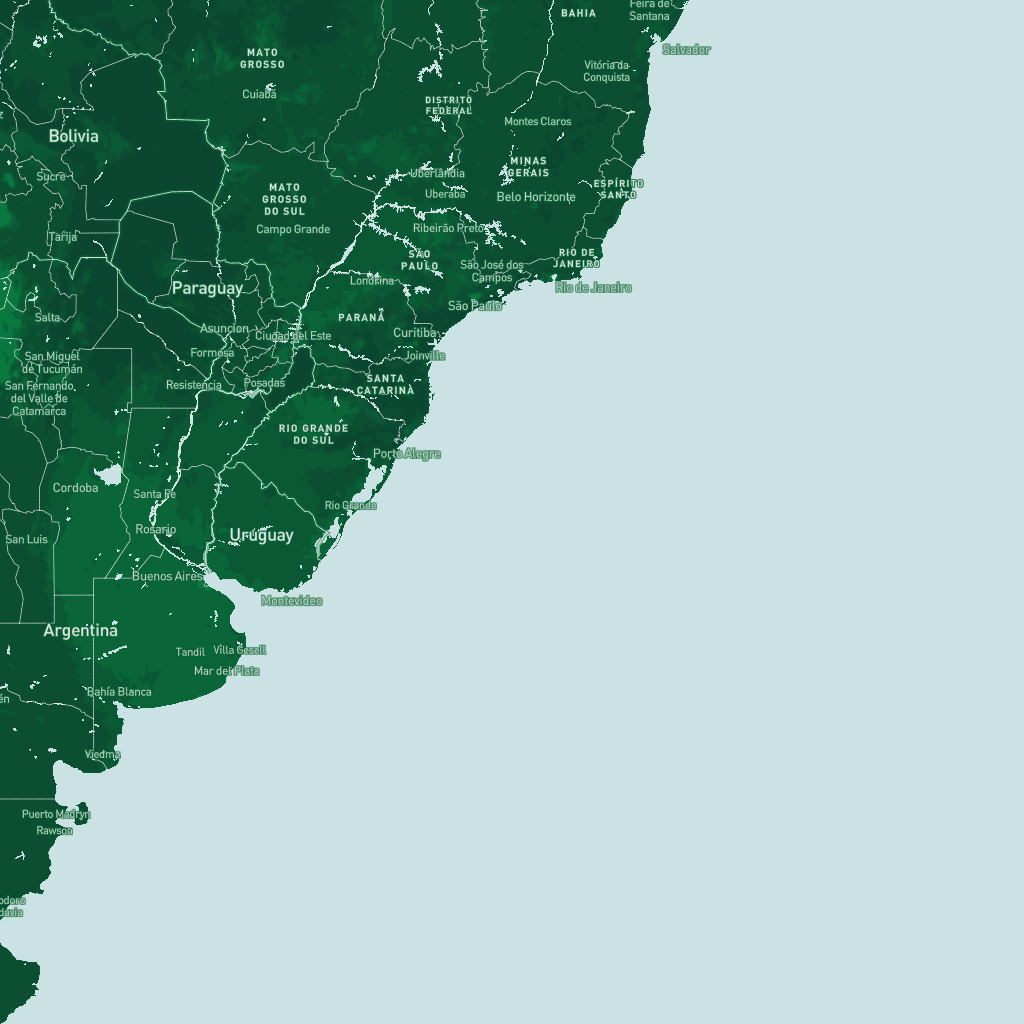 Feira de
Santana
BAHIA
Salvador
MATO
GROSSO
Vitória da
Conquista
Cuiabá
DISTRITO
FEDERAL
Montes Claros
Bolivia
MINAS
GERAIS
Sucre
Uberlândia
ESPÍRITO
SANTO
MATO
GROSSO
DO SUL
Uberaba
Belo Horizonte
Campo Grande
Ribeirão Preto
Tarija
SÃO
PAULO
RIO DE
JANEIRO
São José dos
Campos
Londrina
Paraguay
Rio de Janeiro
São Paulo
Salta
PARANÁ
Asuncion
Ciudad del Este
Curitiba
Formosa
Joinville
San Miguel
de Tucumán
Resistencia
Posadas
SANTA
CATARINÀ
San Fernando
del Valle de
Catamarca
RIO GRANDE
DO SUL
Porto Alegre
Cordoba
Santa Fe
Rio Grande
Rosario
Uruguay
San Luis
Buenos Aires
Montevideo
Argentina
Tandil
Villa Gesell
Mar del Plata
Bahía Blanca
én
Viedma
Puerto Madryn
Rawson
odoro
davia